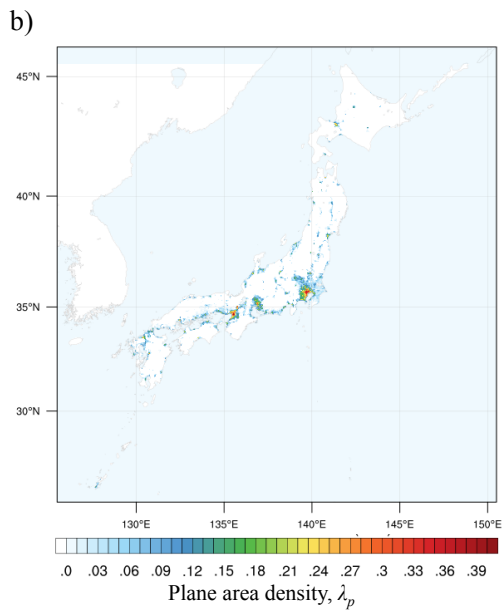 b)
45°N
40°N
35°N
30°N
130°E 135°E 140°E 145°E 150°E
.0 .03 .06 .09 .12 .15 .18 .21 .24 .27 .3 .33 .36 .39
Plane area density, λp